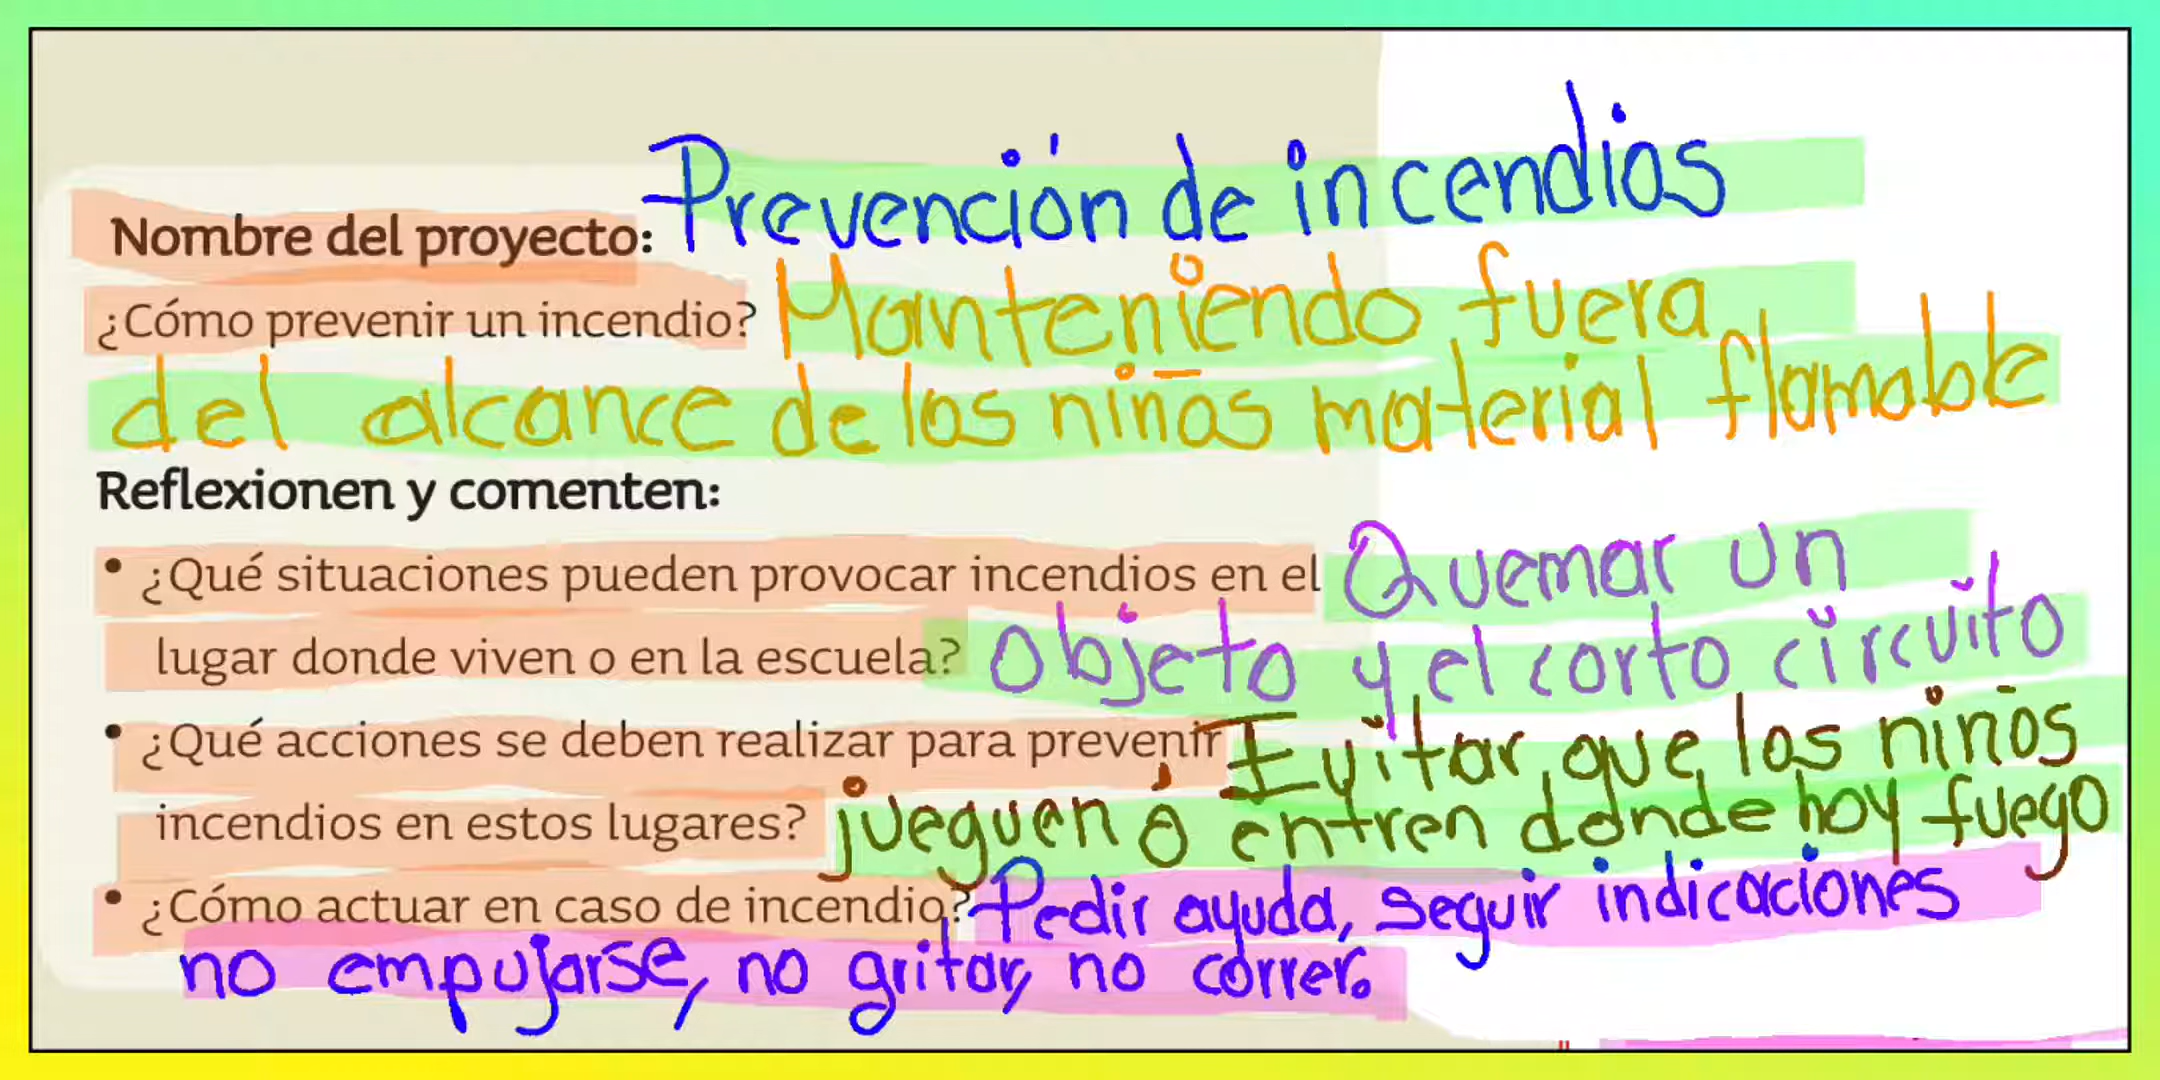 Nombre del proyecto: Prevención de incendios
¿Cómo prevenir un incendio? Manteniendo fuera
del alcance de los niños material flamable
Reflexionen y comenten:
• ¿Qué situaciones pueden provocar incendios en el Quemar un
lugar donde viven o en la escuela? objeto y el corto circuito
• ¿Qué acciones se deben realizar para prevenir Evitar que los niños
incendios en estos lugares? jueguen ó entren donde hay fuego
• ¿Cómo actuar en caso de incendio? Pedir ayuda, seguir indicaciones
no empujarse, no gritar, no correr.